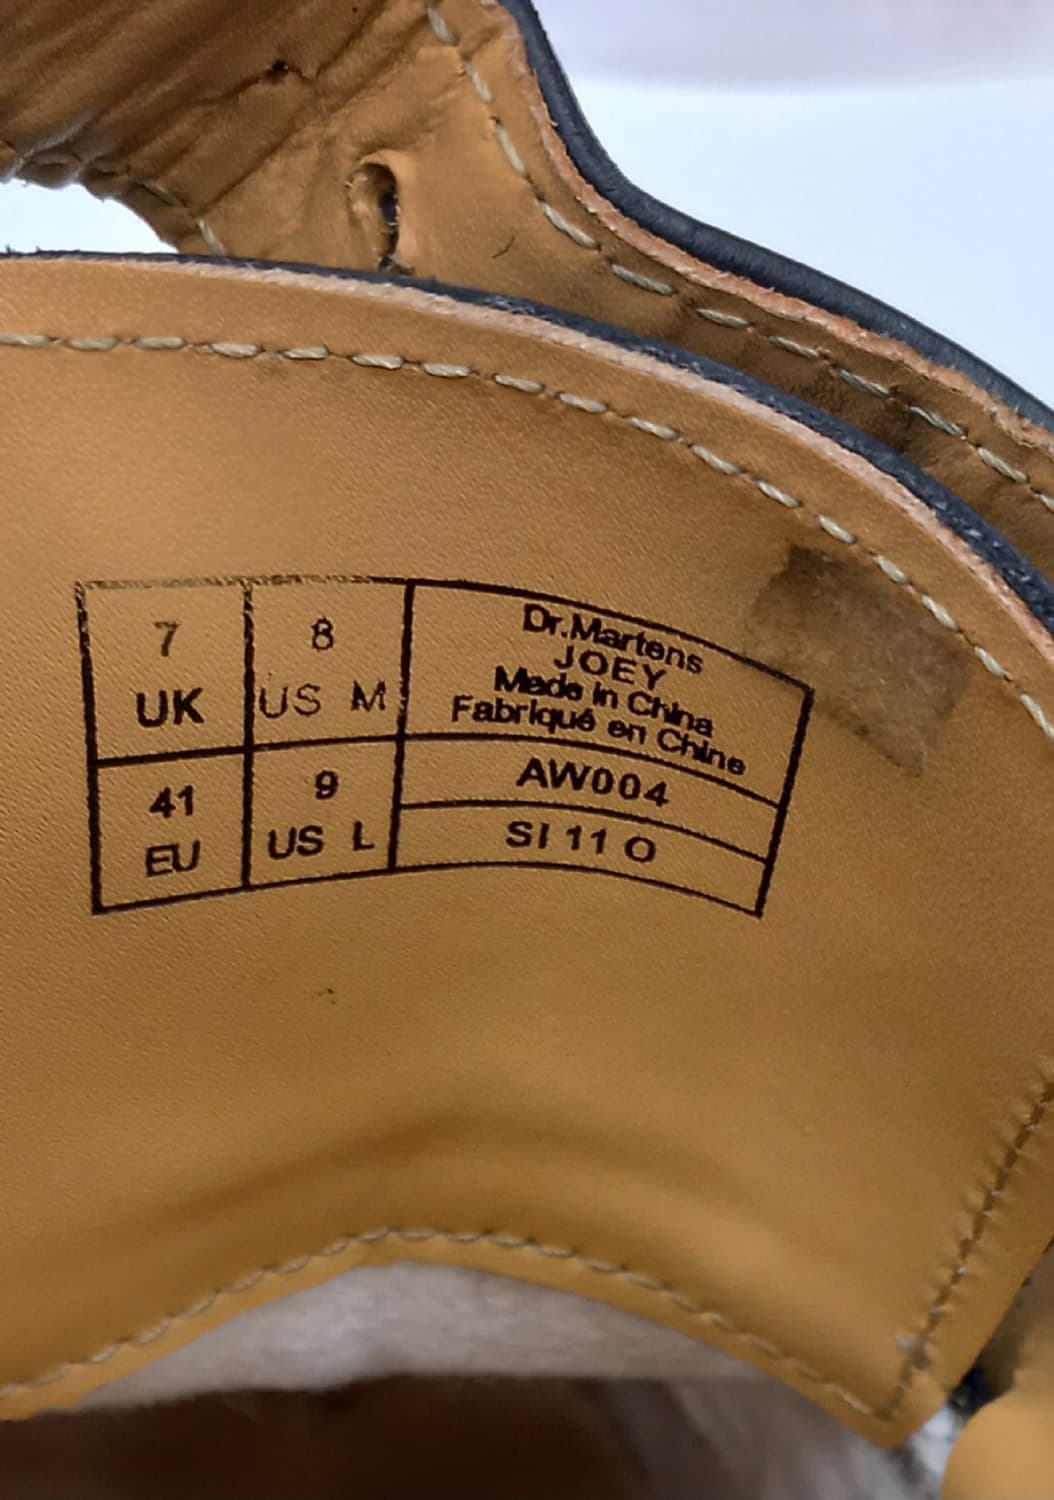 7
UK
8
US M
41
EU
9
US L
Dr.Martens
JOEY
Made in China
Fabriqué en Chine
AW004
SI 11 O